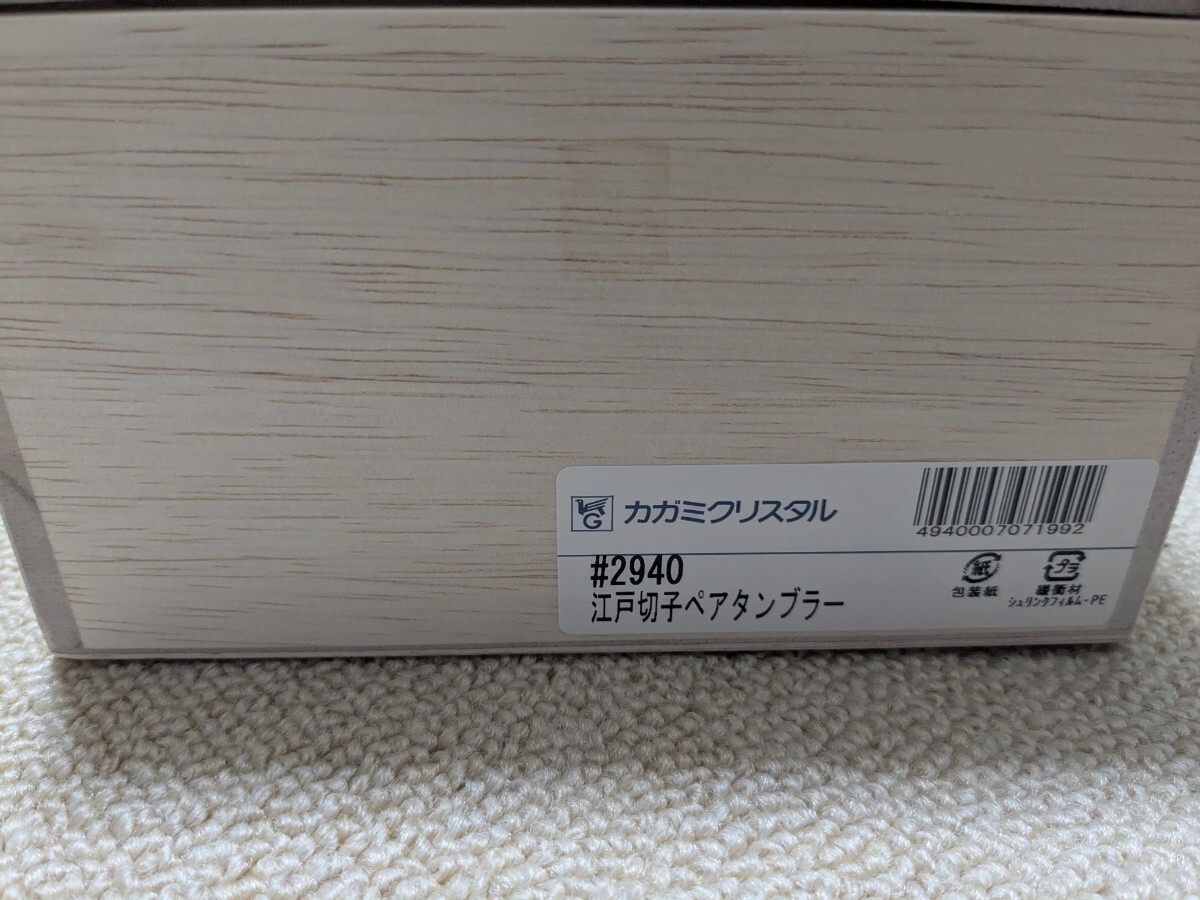 G カガミクリスタル
4940007071992
#2940
江戸切子ペアタンブラー
紙 プラ
包装紙 緩衝材
シュリンクフィルム・PE